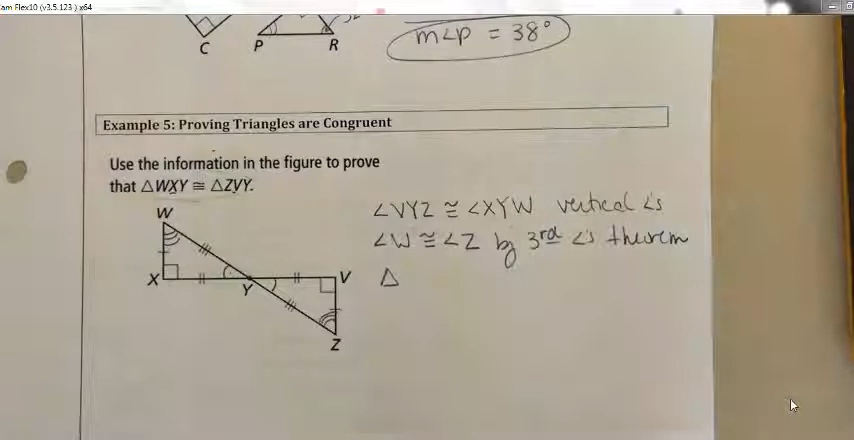 am Flex10 (v3.5.123 ) x64
C
P
R
m∠P = 38°
Example 5: Proving Triangles are Congruent
Use the information in the figure to prove
that △WXY ≅ △ZVY.
W
X
Y
V
Z
∠VYZ ≅ ∠XYW vertical ∠s
∠W ≅ ∠Z by 3rd ∠'s theorem
△